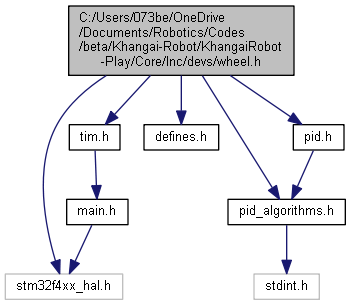 C:/Users/073be/OneDrive
/Documents/Robotics/Codes
/beta/Khangai-Robot/KhangaiRobot
-Play/Core/Inc/devs/wheel.h
tim.h
defines.h
pid.h
main.h
pid_algorithms.h
stm32f4xx_hal.h
stdint.h